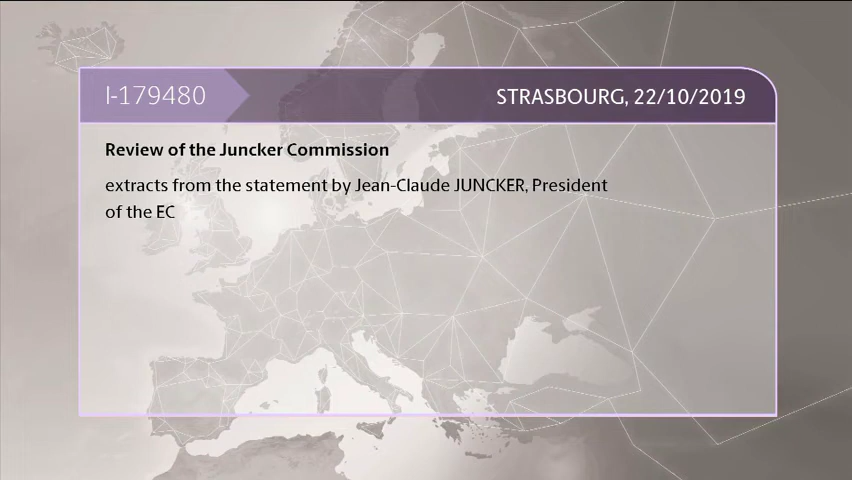 I-179480
STRASBOURG, 22/10/2019
Review of the Juncker Commission
extracts from the statement by Jean-Claude JUNCKER, President
of the EC